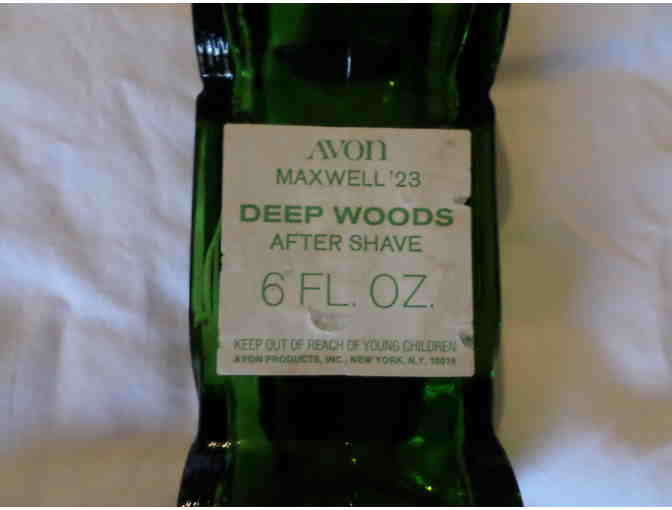 AVON
MAXWELL '23
DEEP WOODS
AFTER SHAVE
6 FL. OZ.
KEEP OUT OF REACH OF YOUNG CHILDREN
AVON PRODUCTS, INC., NEW YORK, N.Y. 10019